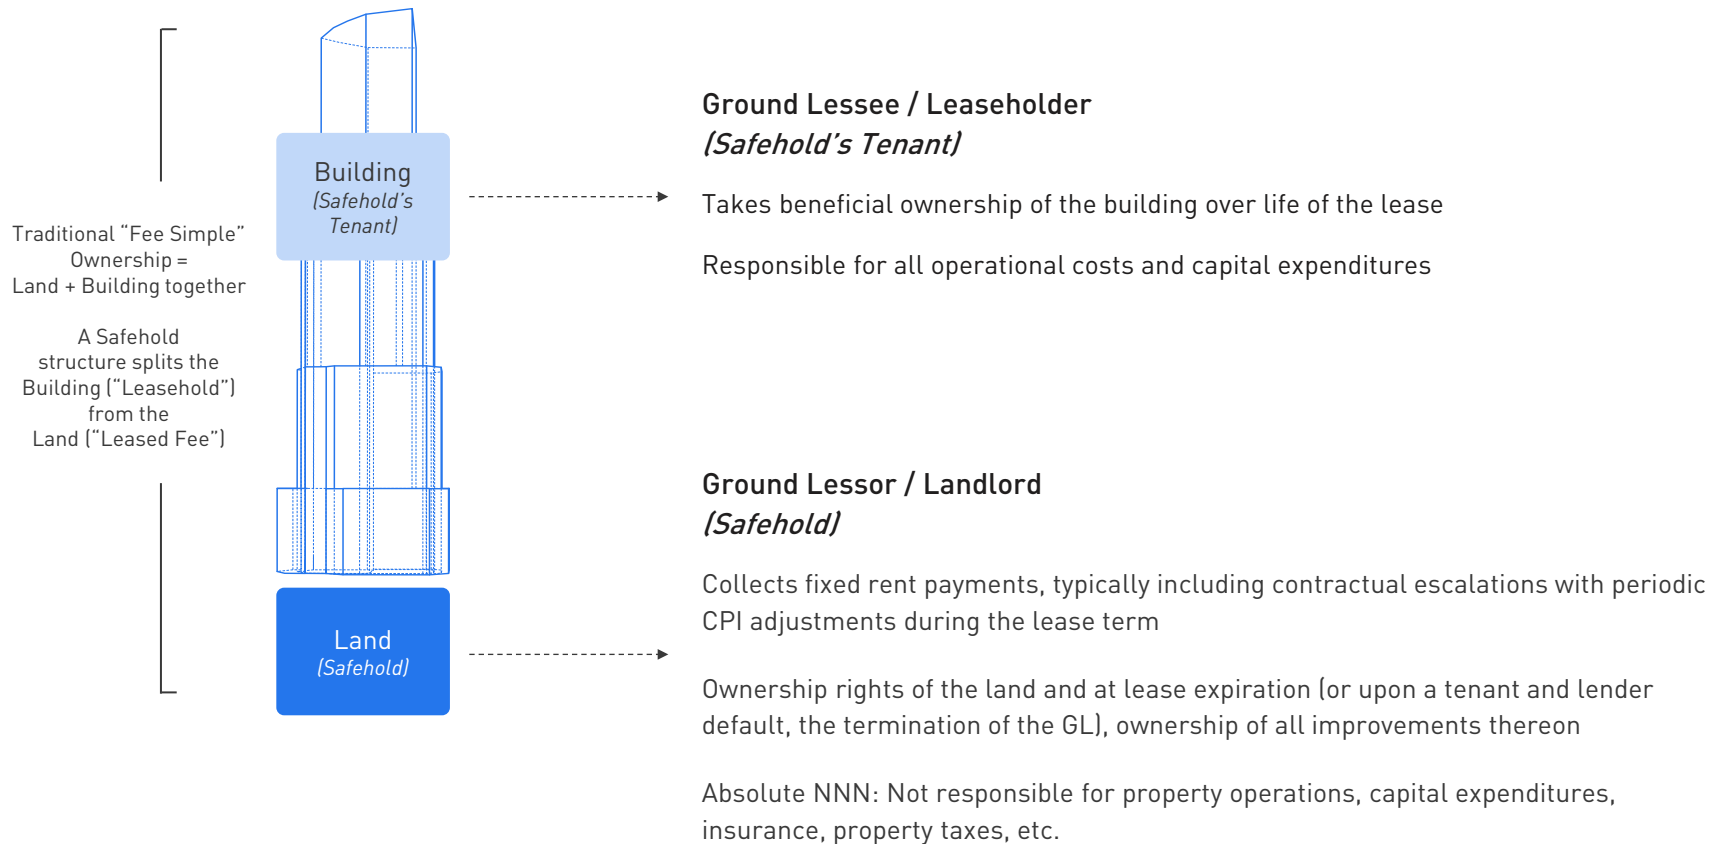 Traditional “Fee Simple”
Ownership =
Land + Building together
A Safehold
structure splits the
Building (“Leasehold”)
from the
Land (“Leased Fee”)
Building
(Safehold’s
Tenant)
Land
(Safehold)
Ground Lessee / Leaseholder
(Safehold’s Tenant)
Takes beneficial ownership of the building over life of the lease
Responsible for all operational costs and capital expenditures
Ground Lessor / Landlord
(Safehold)
Collects fixed rent payments, typically including contractual escalations with periodic
CPI adjustments during the lease term
Ownership rights of the land and at lease expiration (or upon a tenant and lender
default, the termination of the GL), ownership of all improvements thereon
Absolute NNN: Not responsible for property operations, capital expenditures,
insurance, property taxes, etc.